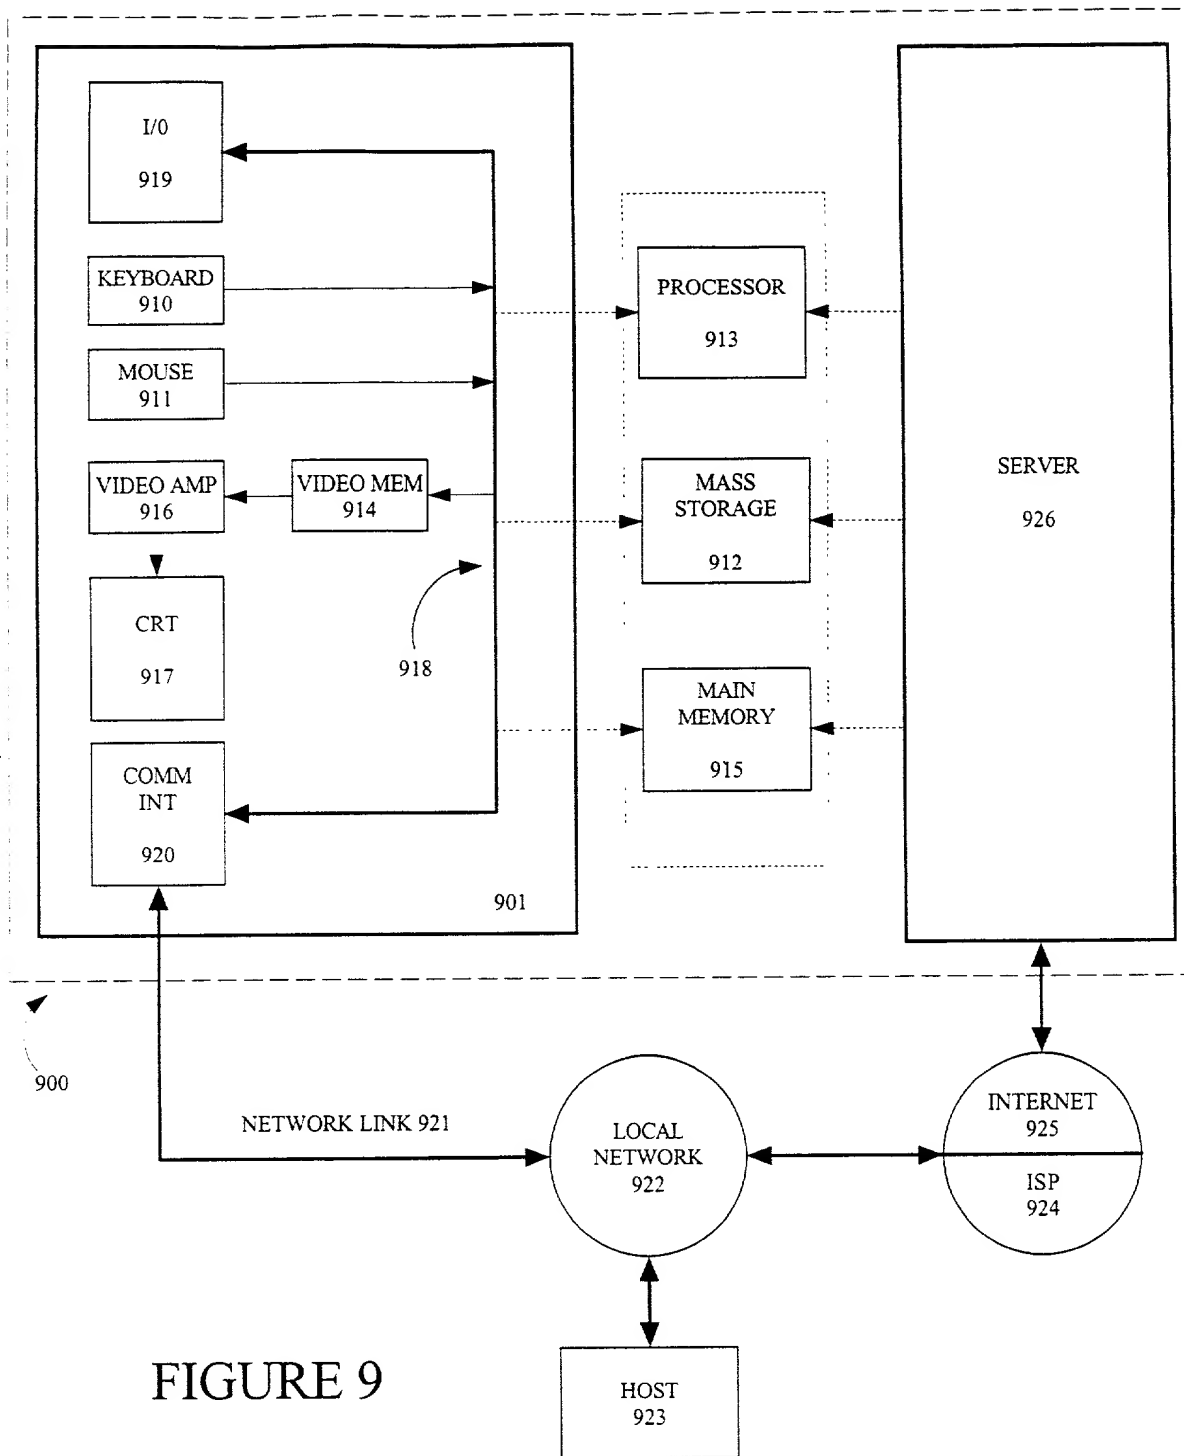 I/0
919
KEYBOARD
910
MOUSE
911
VIDEO AMP
916
VIDEO MEM
914
CRT
917
918
COMM
INT
920
901
PROCESSOR
913
MASS
STORAGE
912
MAIN
MEMORY
915
SERVER
926
900
NETWORK LINK 921
LOCAL
NETWORK
922
INTERNET
925
ISP
924
HOST
923
FIGURE 9